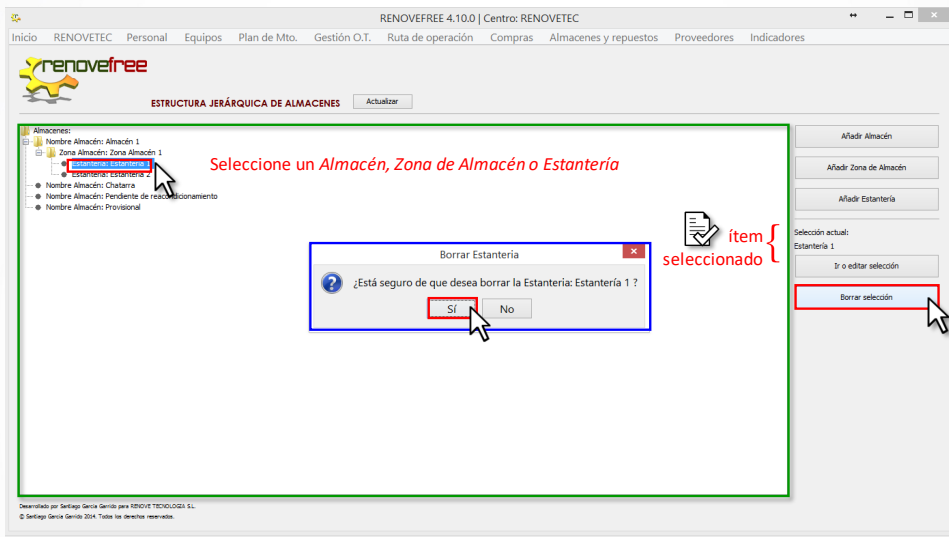 RENOVEFREE 4.10.0 | Centro: RENOVETEC
Inicio RENOVETEC Personal Equipos Plan de Mto. Gestión O.T. Ruta de operación Compras Almacenes y repuestos Proveedores Indicadores
renovefree
ESTRUCTURA JERÁRQUICA DE ALMACENES
Actualizar
Almacenes:
Nombre Almacén: Almacén 1
Zona Almacén: Zona Almacén 1
Estantería: Estantería 1
Estantería: Estantería 2
Nombre Almacén: Chatarra
Nombre Almacén: Pendiente de reacondicionamiento
Nombre Almacén: Provisional
Seleccione un Almacén, Zona de Almacén o Estantería
Borrar Estanteria
¿Está seguro de que desea borrar la Estanteria: Estantería 1 ?
Sí No
ítem
seleccionado
Añadir Almacén
Añadir Zona de Almacén
Añadir Estantería
Selección actual:
Estantería 1
Ir o editar selección
Borrar selección
Desarrollado por Santiago García Garrido para RENOVE TECNOLOGÍA S.L.
© Santiago García Garrido 2014. Todos los derechos reservados.